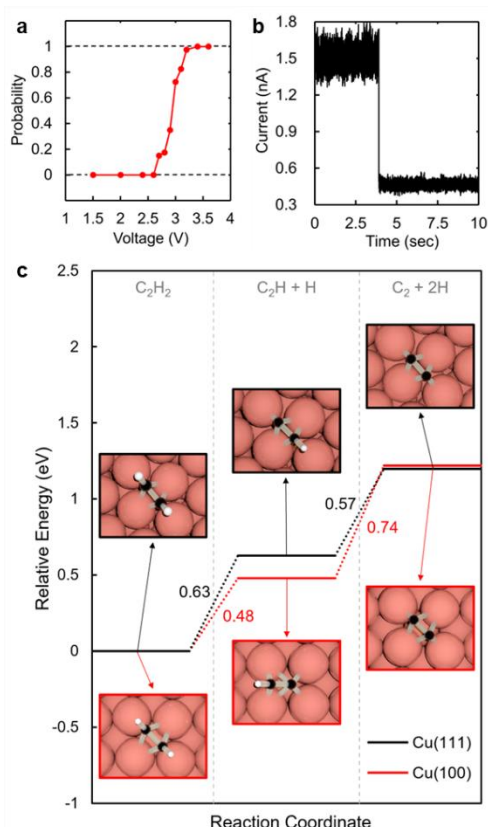 a
1
0.8
0.6
0.4
0.2
0
Probability
1 1.5 2 2.5 3 3.5 4
Voltage (V)
b
1.8
1.5
1.2
0.9
0.6
0.3
Current (nA)
0 2.5 5 7.5 10
Time (sec)
c
2.5
2
1.5
1
0.5
0
-0.5
-1
Relative Energy (eV)
C₂H₂
C₂H + H
C₂ + 2H
0.63
0.48
0.57
0.74
Cu(111)
Cu(100)
Reaction Coordinate